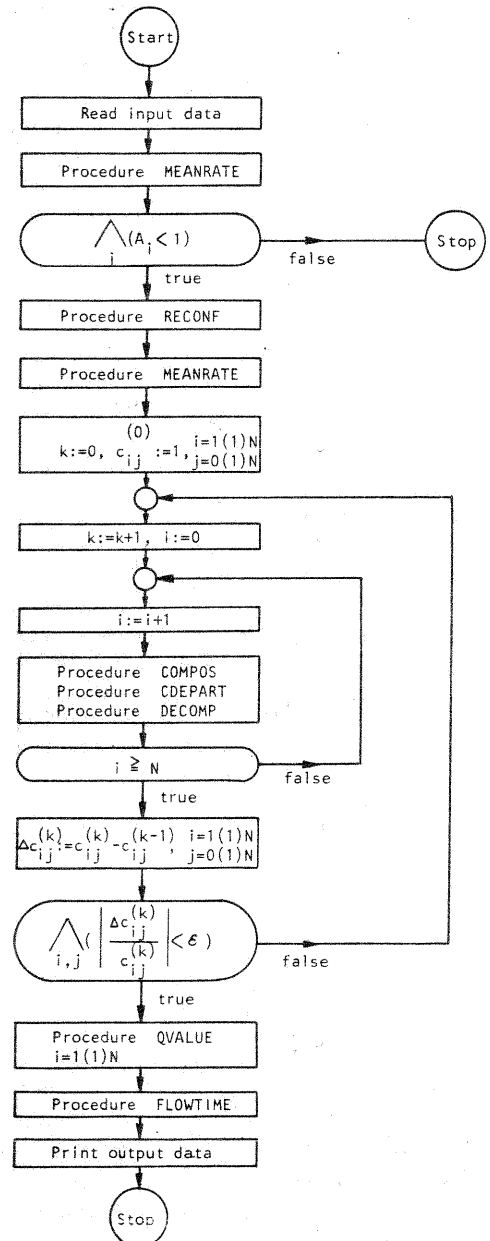 Start
Read input data
Procedure MEANRATE
⋀ (A_i < 1)
i
false
Stop
true
Procedure RECONF
Procedure MEANRATE
k:=0, c_ij^(0) :=1, i=1(1)N
j=0(1)N
k:=k+1, i:=0
i:=i+1
Procedure COMPOS
Procedure CDEPART
Procedure DECOMP
i ≧ N
false
true
Δc_ij^(k):=c_ij^(k)-c_ij^(k-1), i=1(1)N
j=0(1)N
⋀ ( | Δc_ij^(k) / c_ij^(k) | < ε )
i,j
false
true
Procedure QVALUE
i=1(1)N
Procedure FLOWTIME
Print output data
Stop